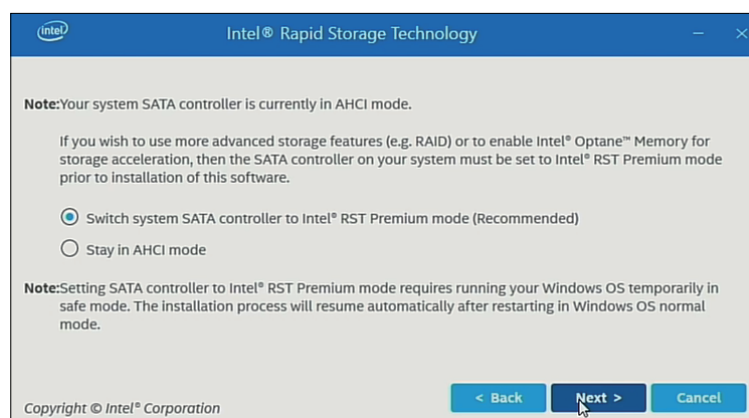 intel
Intel® Rapid Storage Technology
Note:Your system SATA controller is currently in AHCI mode.
If you wish to use more advanced storage features (e.g. RAID) or to enable Intel® Optane™ Memory for
storage acceleration, then the SATA controller on your system must be set to Intel® RST Premium mode
prior to installation of this software.
Switch system SATA controller to Intel® RST Premium mode (Recommended)
Stay in AHCI mode
Note:Setting SATA controller to Intel® RST Premium mode requires running your Windows OS temporarily in
safe mode. The installation process will resume automatically after restarting in Windows OS normal
mode.
< Back Next > Cancel
Copyright © Intel® Corporation